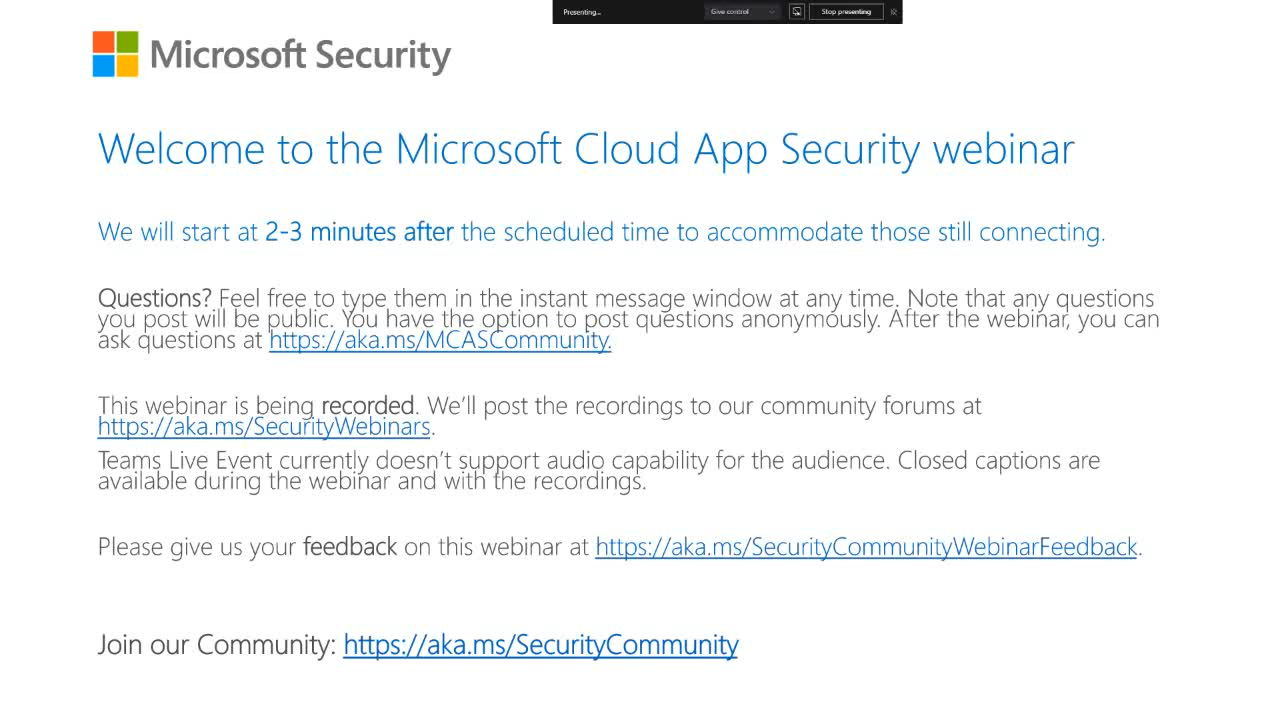 Presenting... Give control Stop presenting
Microsoft Security
Welcome to the Microsoft Cloud App Security webinar
We will start at 2-3 minutes after the scheduled time to accommodate those still connecting.
Questions? Feel free to type them in the instant message window at any time. Note that any questions
you post will be public. You have the option to post questions anonymously. After the webinar, you can
ask questions at https://aka.ms/MCASCommunity.
This webinar is being recorded. We’ll post the recordings to our community forums at
https://aka.ms/SecurityWebinars.
Teams Live Event currently doesn’t support audio capability for the audience. Closed captions are
available during the webinar and with the recordings.
Please give us your feedback on this webinar at https://aka.ms/SecurityCommunityWebinarFeedback.
Join our Community: https://aka.ms/SecurityCommunity